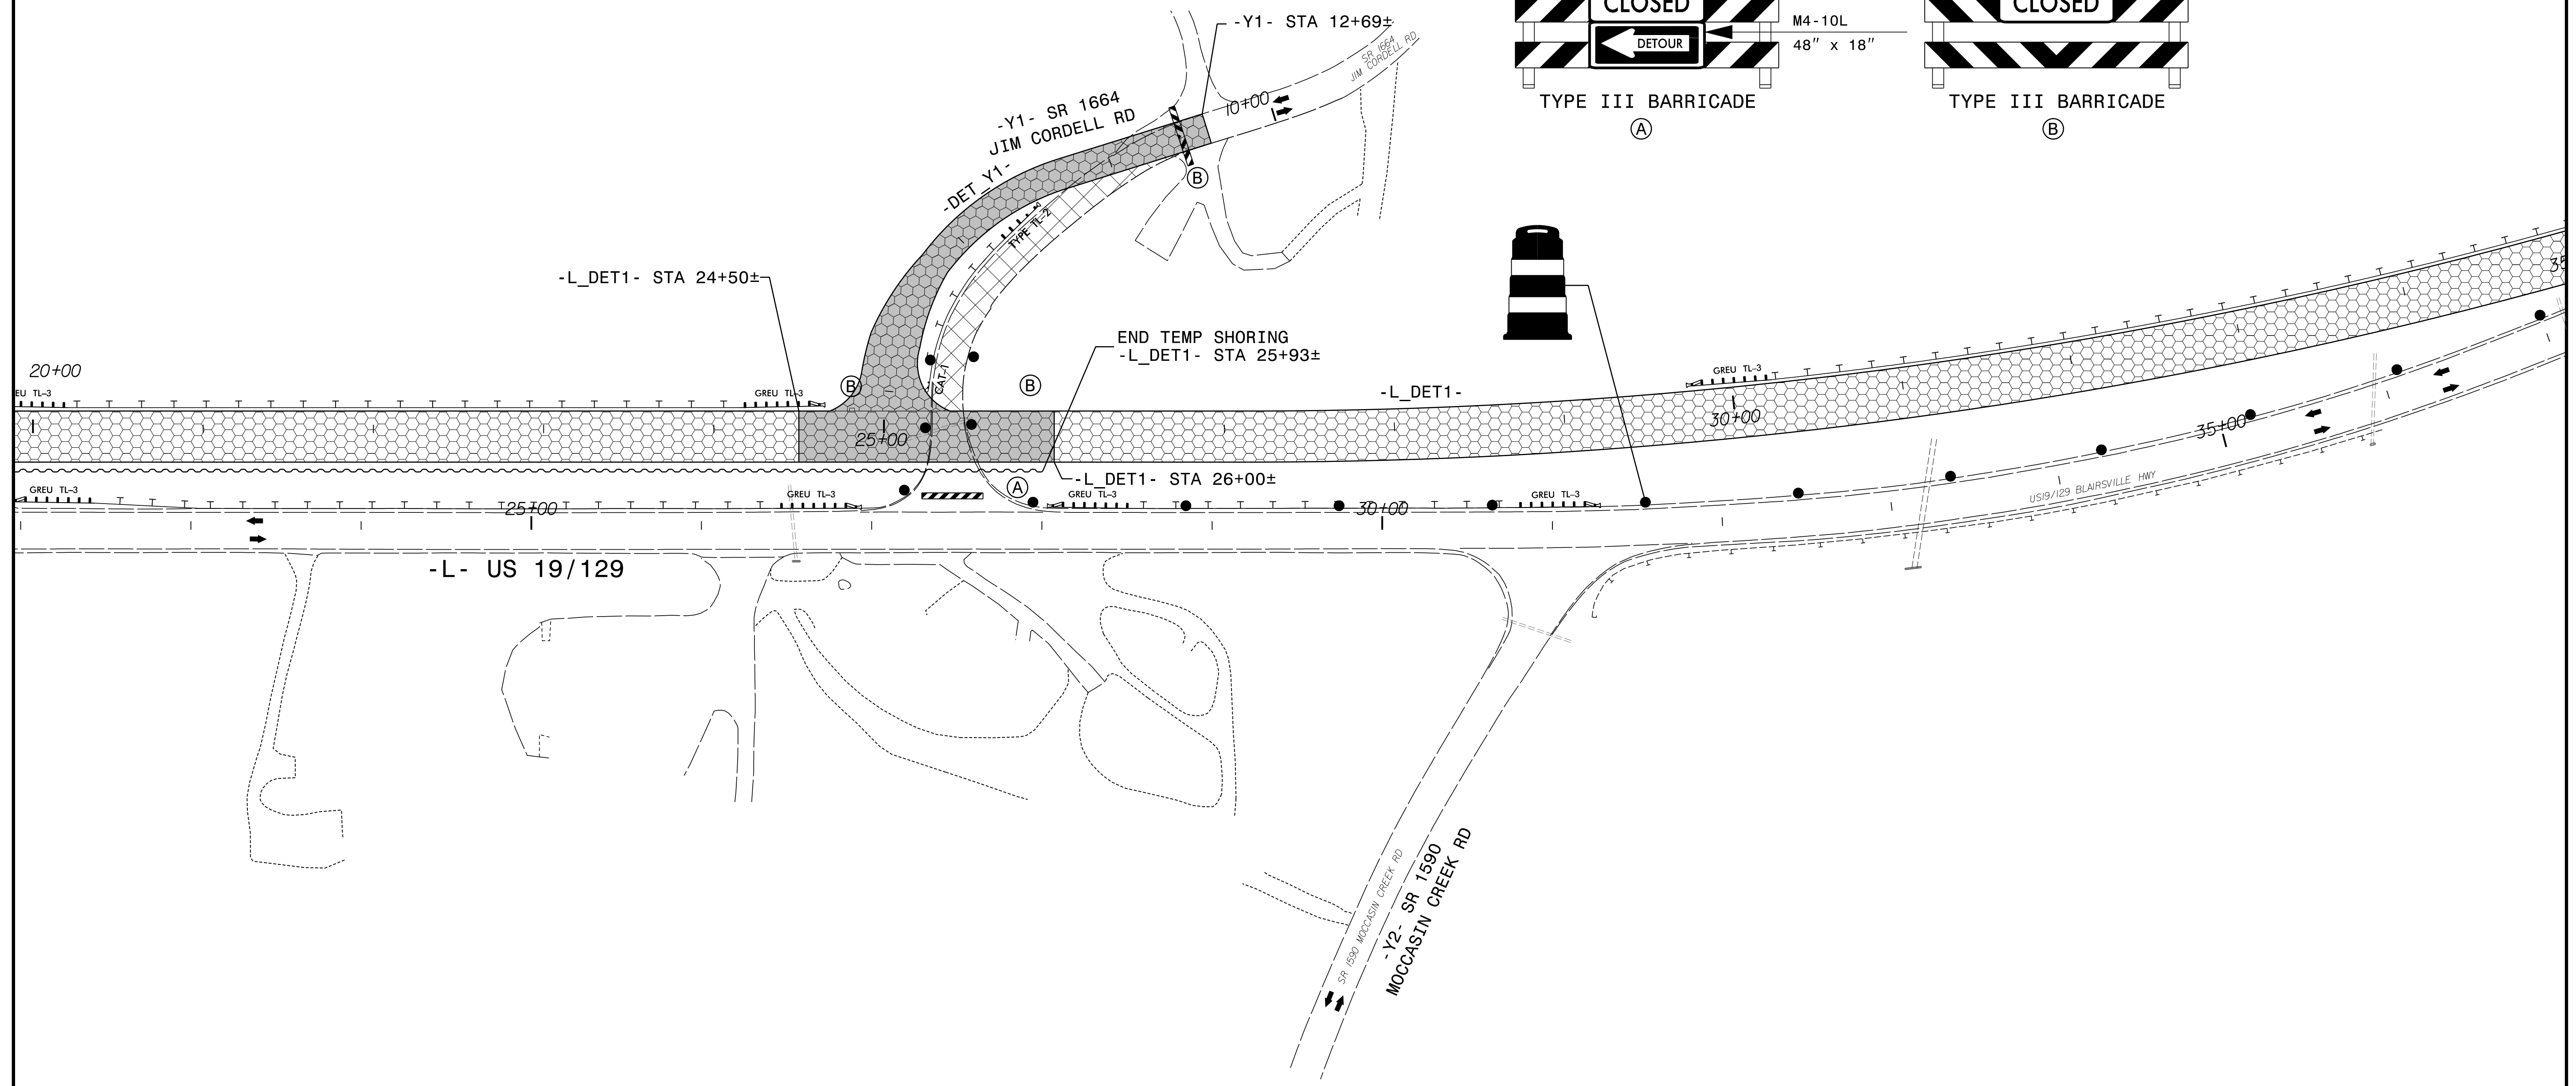 -Y1- STA 12+69±
SR 1664
JIM CORDELL RD
10+00
-Y1- SR 1664
JIM CORDELL RD
-DET_Y1-
CLOSED
DETOUR
M4-10L
48" x 18"
TYPE III BARRICADE
A
CLOSED
TYPE III BARRICADE
B
B
TYPE TL-2
-L_DET1- STA 24+50±
END TEMP SHORING
-L_DET1- STA 25+93±
20+00
EU TL-3
GREU TL-3
B
CAT-1
B
-L_DET1-
GREU TL-3
25+00
30+00
35
-L_DET1- STA 26+00±
GREU TL-3
25+00
GREU TL-3
A
GREU TL-3
30+00
GREU TL-3
35+00
US19/129 BLAIRSVILLE HWY
-L- US 19/129
SR 1590 MOCCASIN CREEK RD
-Y2- SR 1590
MOCCASIN CREEK RD